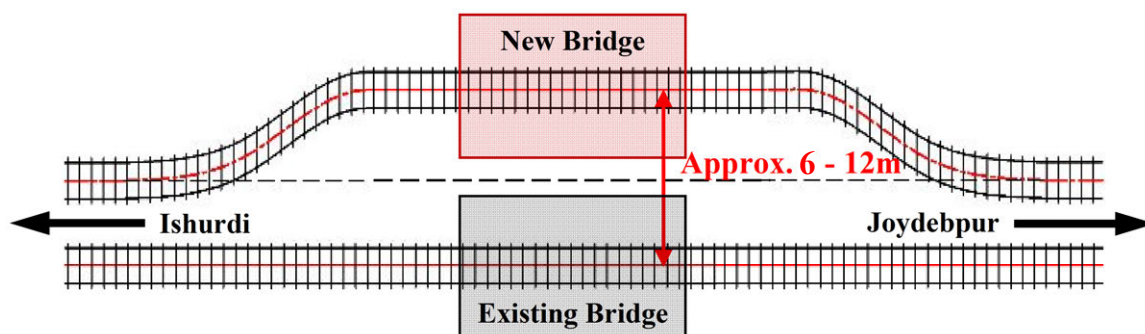 New Bridge
Approx. 6 - 12m
Ishurdi
Joydebpur
Existing Bridge